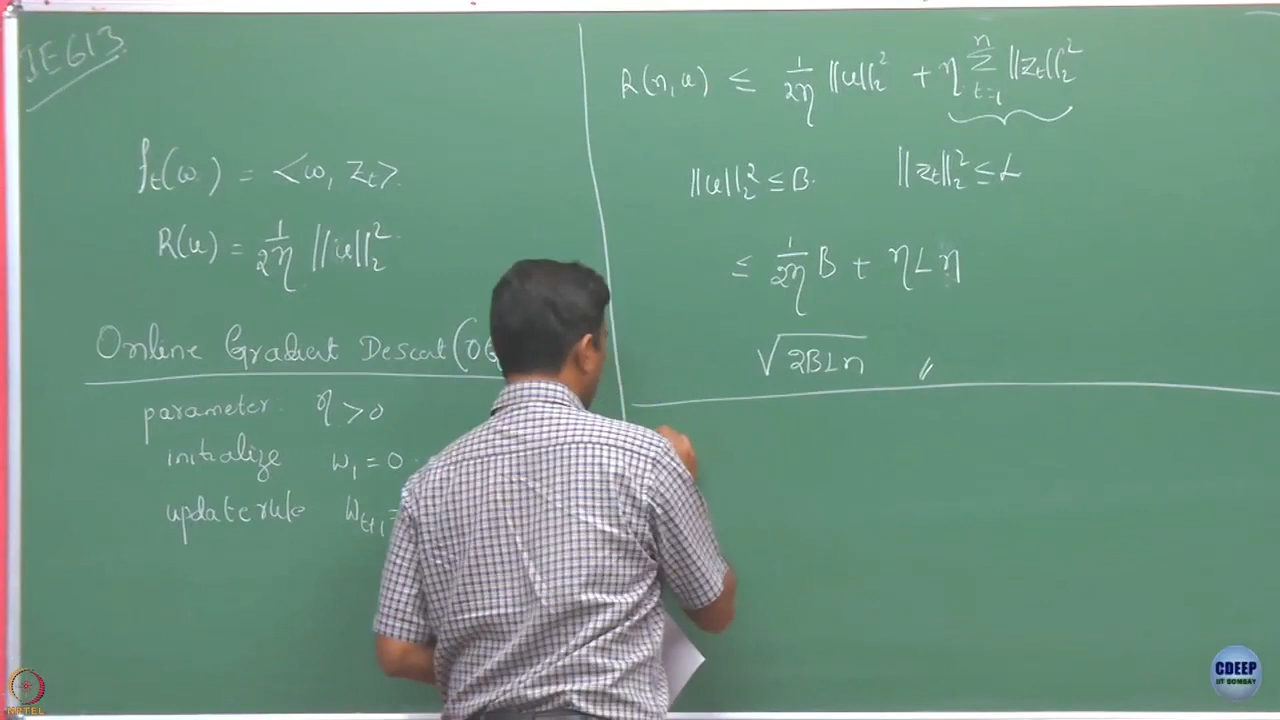 IE613
f_t(ω) = <ω, z_t>
R(u) = 1/2η ||u||_2^2
Online Gradient Descent (OG
parameter η > 0
initialize w_1 = 0
update rule w_{t+1} =
R(n, u) ≤ 1/2η ||u||_2^2 + η Σ_{t=1}^n ||z_t||_2^2
||u||_2^2 ≤ B. ||z_t||_2^2 ≤ L
≤ 1/2η B + η L η
√2BLn
NPTEL
CDEEP
IIT BOMBAY